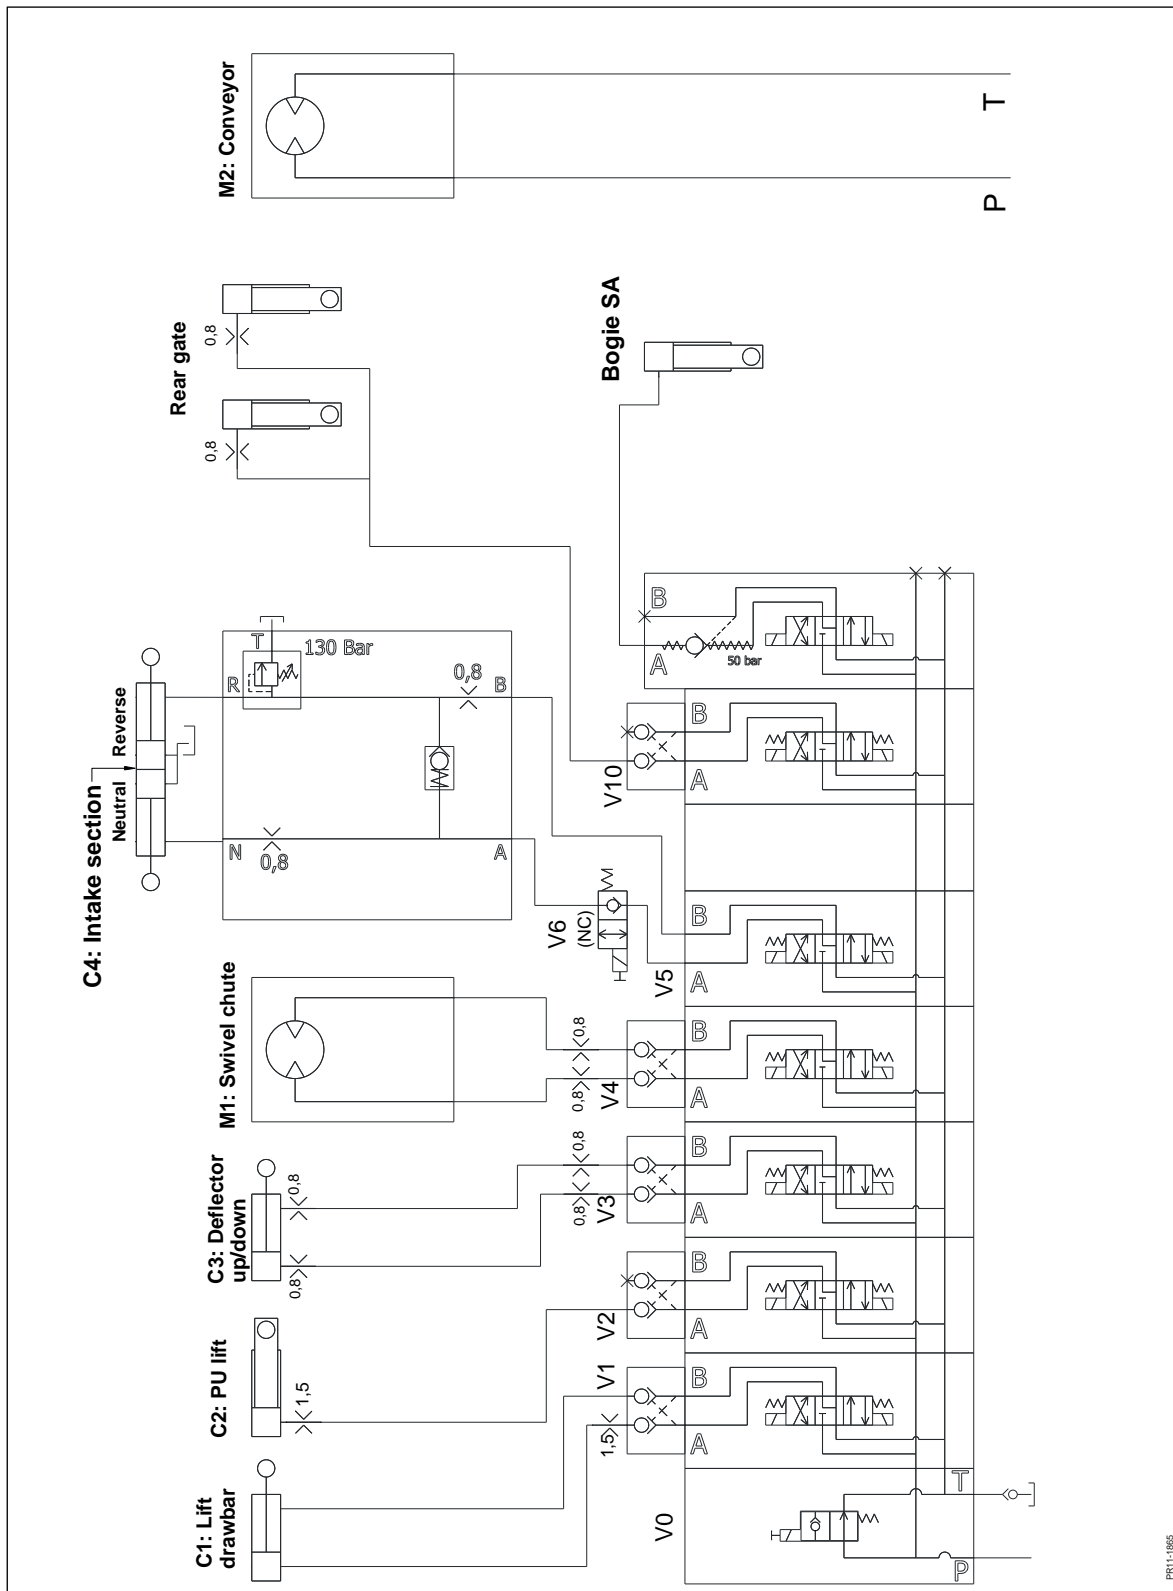 M2: Conveyor
P
T
Rear gate
0,8
0,8
Bogie SA
C4: Intake section
Neutral
Reverse
R
T
130 Bar
0,8
B
N
0,8
A
B
A
50 bar
V10
B
A
V6
(NC)
V5
B
A
M1: Swivel chute
0,8
0,8
V4
B
A
C3: Deflector
up/down
0,8
0,8
0,8
0,8
V3
B
A
C2: PU lift
1,5
V2
B
A
C1: Lift
drawbar
1,5
V1
B
A
V0
T
P
PR11-1865